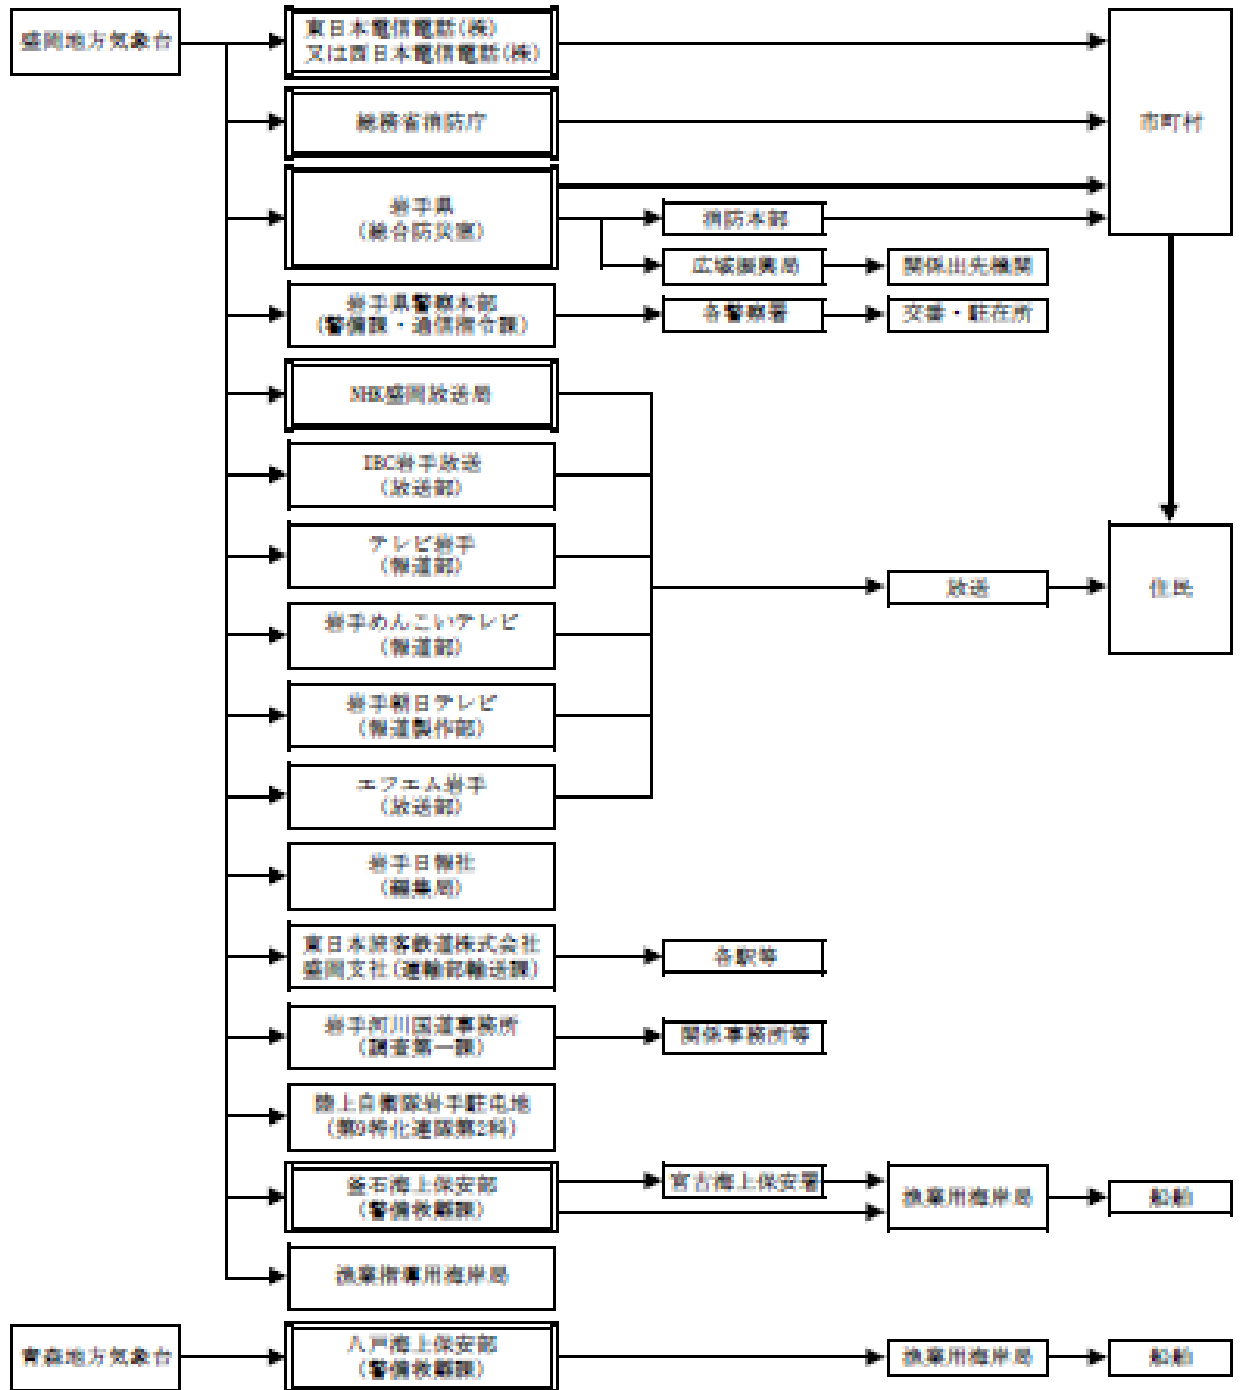 盛岡地方気象台
東日本電信電話(株)
又は西日本電信電話(株)
市町村
総務省消防庁
岩手県
(総合防災室)
消防本部
広域振興局
関係出先機関
岩手県警察本部
(警備課・通信指令課)
各警察署
交番・駐在所
NHK盛岡放送局
IBC岩手放送
(放送部)
テレビ岩手
(報道部)
放送
住民
岩手めんこいテレビ
(報道部)
岩手朝日テレビ
(報道製作部)
エフエム岩手
(放送部)
岩手日報社
(編集局)
東日本旅客鉄道株式会社
盛岡支社(運輸部輸送課)
各駅等
岩手河川国道事務所
(調査第一課)
関係事務所等
陸上自衛隊岩手駐屯地
(第9特化連隊第2科)
釜石海上保安部
(警備救難課)
宮古海上保安署
漁業用海岸局
船舶
漁業指導用海岸局
青森地方気象台
八戸海上保安部
(警備救難課)
漁業用海岸局
船舶